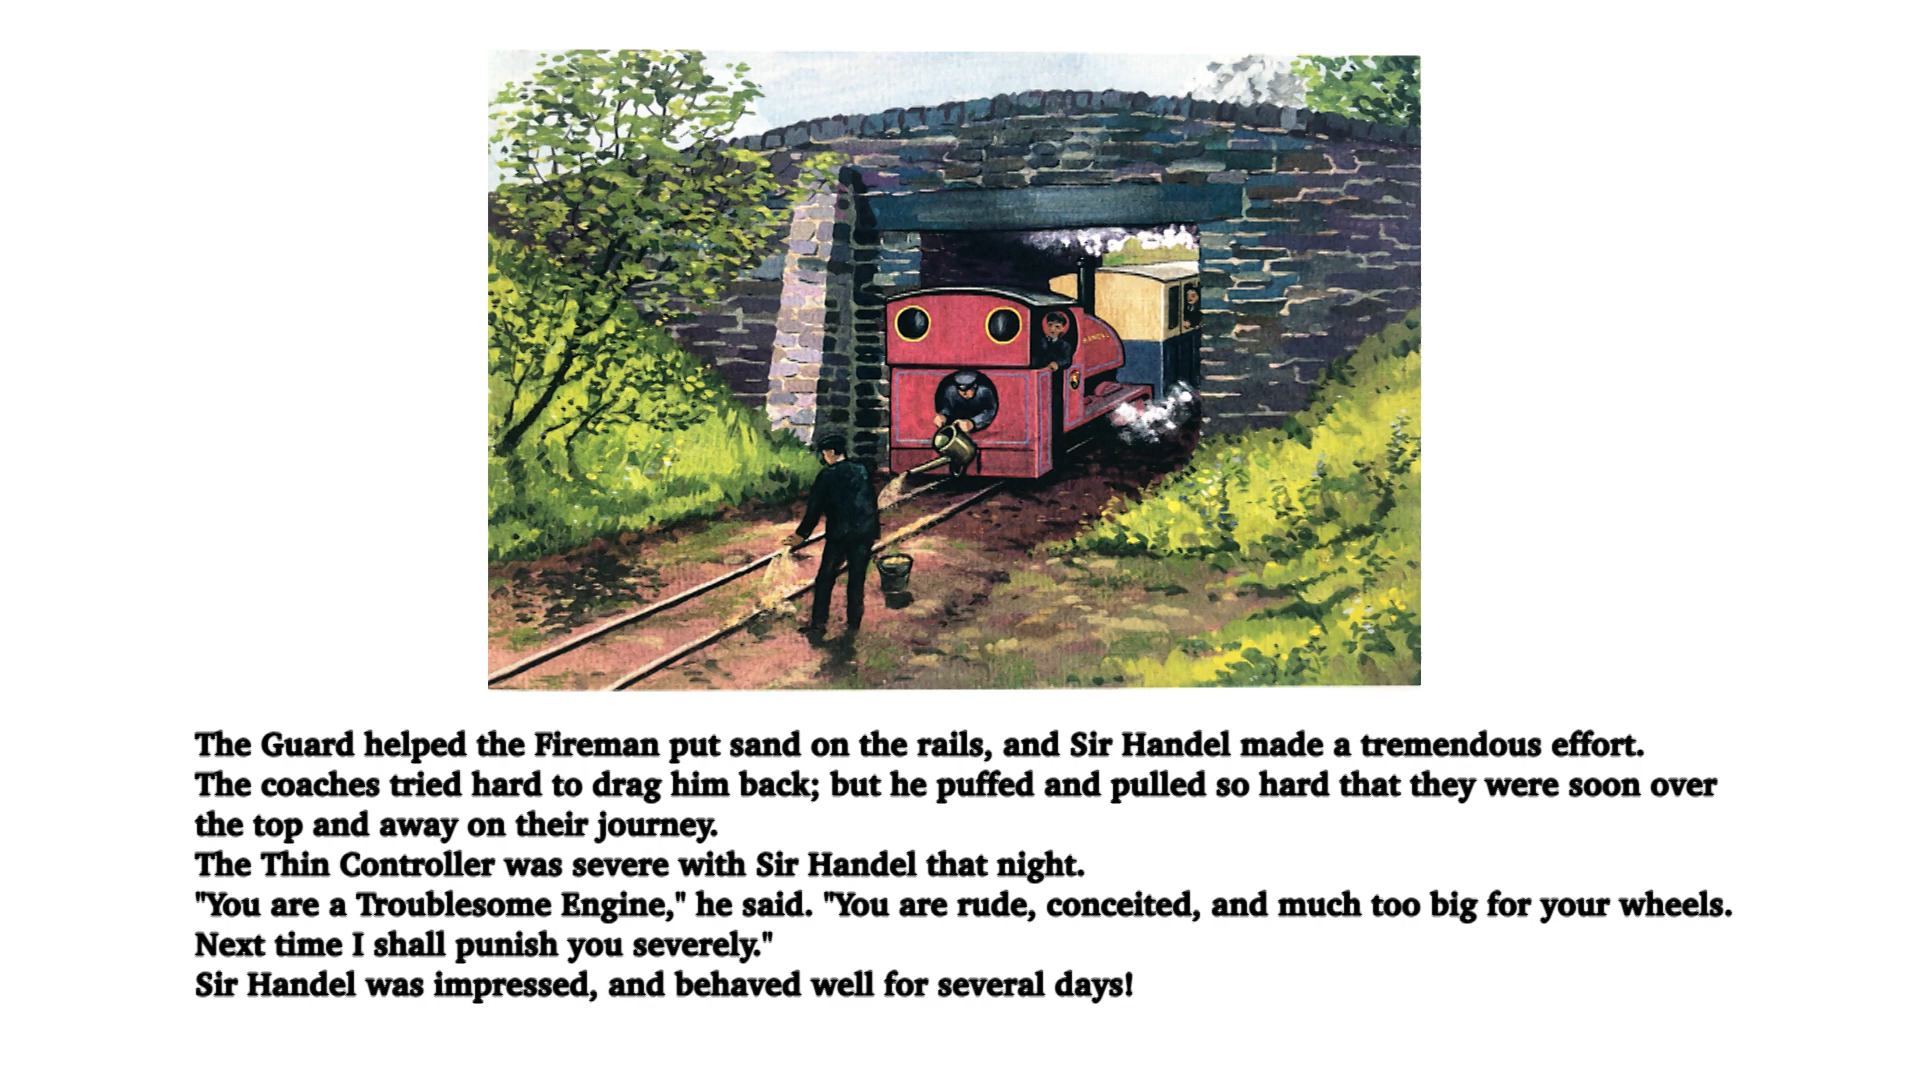 HANDEL
The Guard helped the Fireman put sand on the rails, and Sir Handel made a tremendous effort.
The coaches tried hard to drag him back; but he puffed and pulled so hard that they were soon over
the top and away on their journey.
The Thin Controller was severe with Sir Handel that night.
"You are a Troublesome Engine," he said. "You are rude, conceited, and much too big for your wheels.
Next time I shall punish you severely."
Sir Handel was impressed, and behaved well for several days!